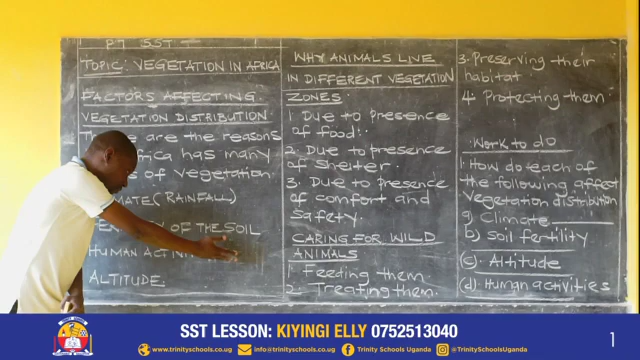 P7 SST
TOPIC: VEGETATION IN AFRICA
FACTORS AFFECTING
VEGETATION DISTRIBUTION
are the reasons
has many
of vegetation
(RAINFALL)
OF THE SOIL
HUMAN
ALTITUDE.
WHY ANIMALS LIVE
IN DIFFERENT VEGETATION
ZONES:
1 Due to presence
of food:
2. Due to presence
of shelter.
3. Due to presence
of comfort and
safety.
CARING FOR WILD
ANIMALS
1 Feeding them
2. Treating them.
3. Preserving their
habitat.
4. Protecting them
Work to do
1. How do each of
the following affect
Vegetation distribution
a) Climate
b) Soil fertility
(c). Altitude
(d). Human activities
SST LESSON: KIYINGI ELLY 0752513040
www.trinityschools.co.ug info@trinityschools.co.ug Trinity Schools Uganda @TrinitySchoolsUganda
1